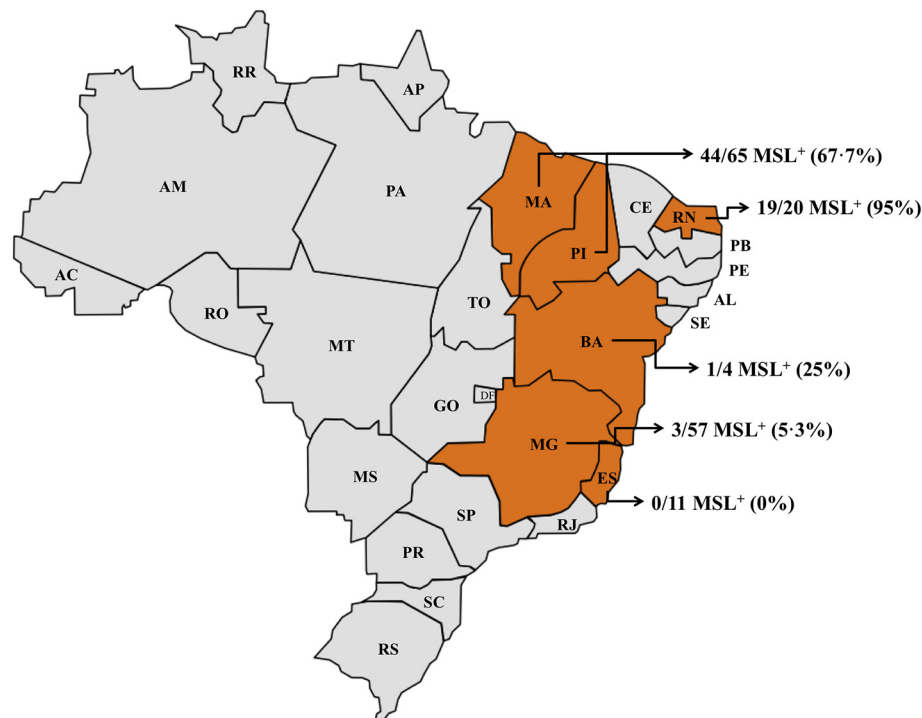 RR
AP
AM
PA
MA
44/65 MSL⁺ (67·7%)
CE
RN
19/20 MSL⁺ (95%)
PI
PB
PE
AC
RO
TO
AL
SE
MT
BA
1/4 MSL⁺ (25%)
GO
DF
3/57 MSL⁺ (5·3%)
MG
MS
ES
0/11 MSL⁺ (0%)
SP
RJ
PR
SC
RS